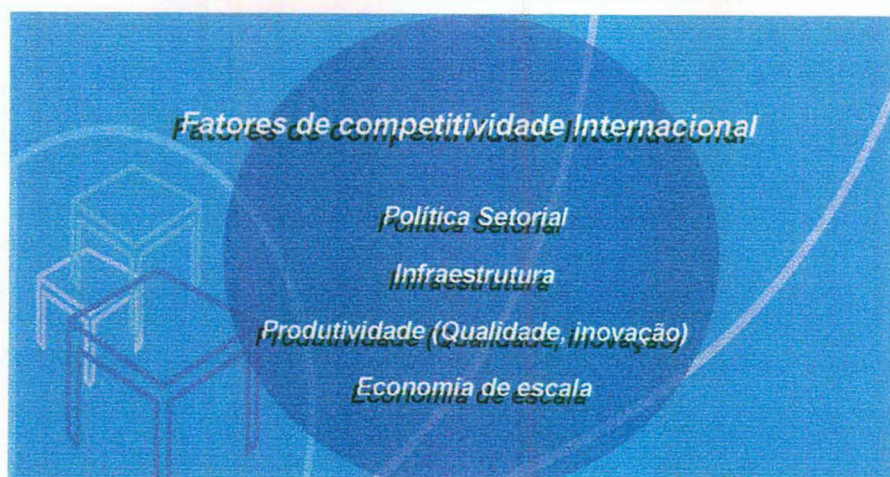 Fatores de competitividade Internacional
Política Setorial
Infraestrutura
Produtividade (Qualidade, inovação)
Economia de escala